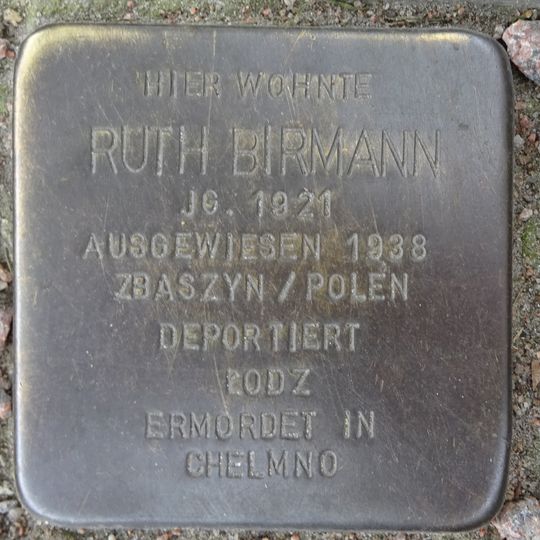 HIER WOHNTE
RUTH BIRMANN
JG. 1921
AUSGEWIESEN 1938
ZBASZYN / POLEN
DEPORTIERT
ŁODZ
ERMORDET IN
CHELMNO